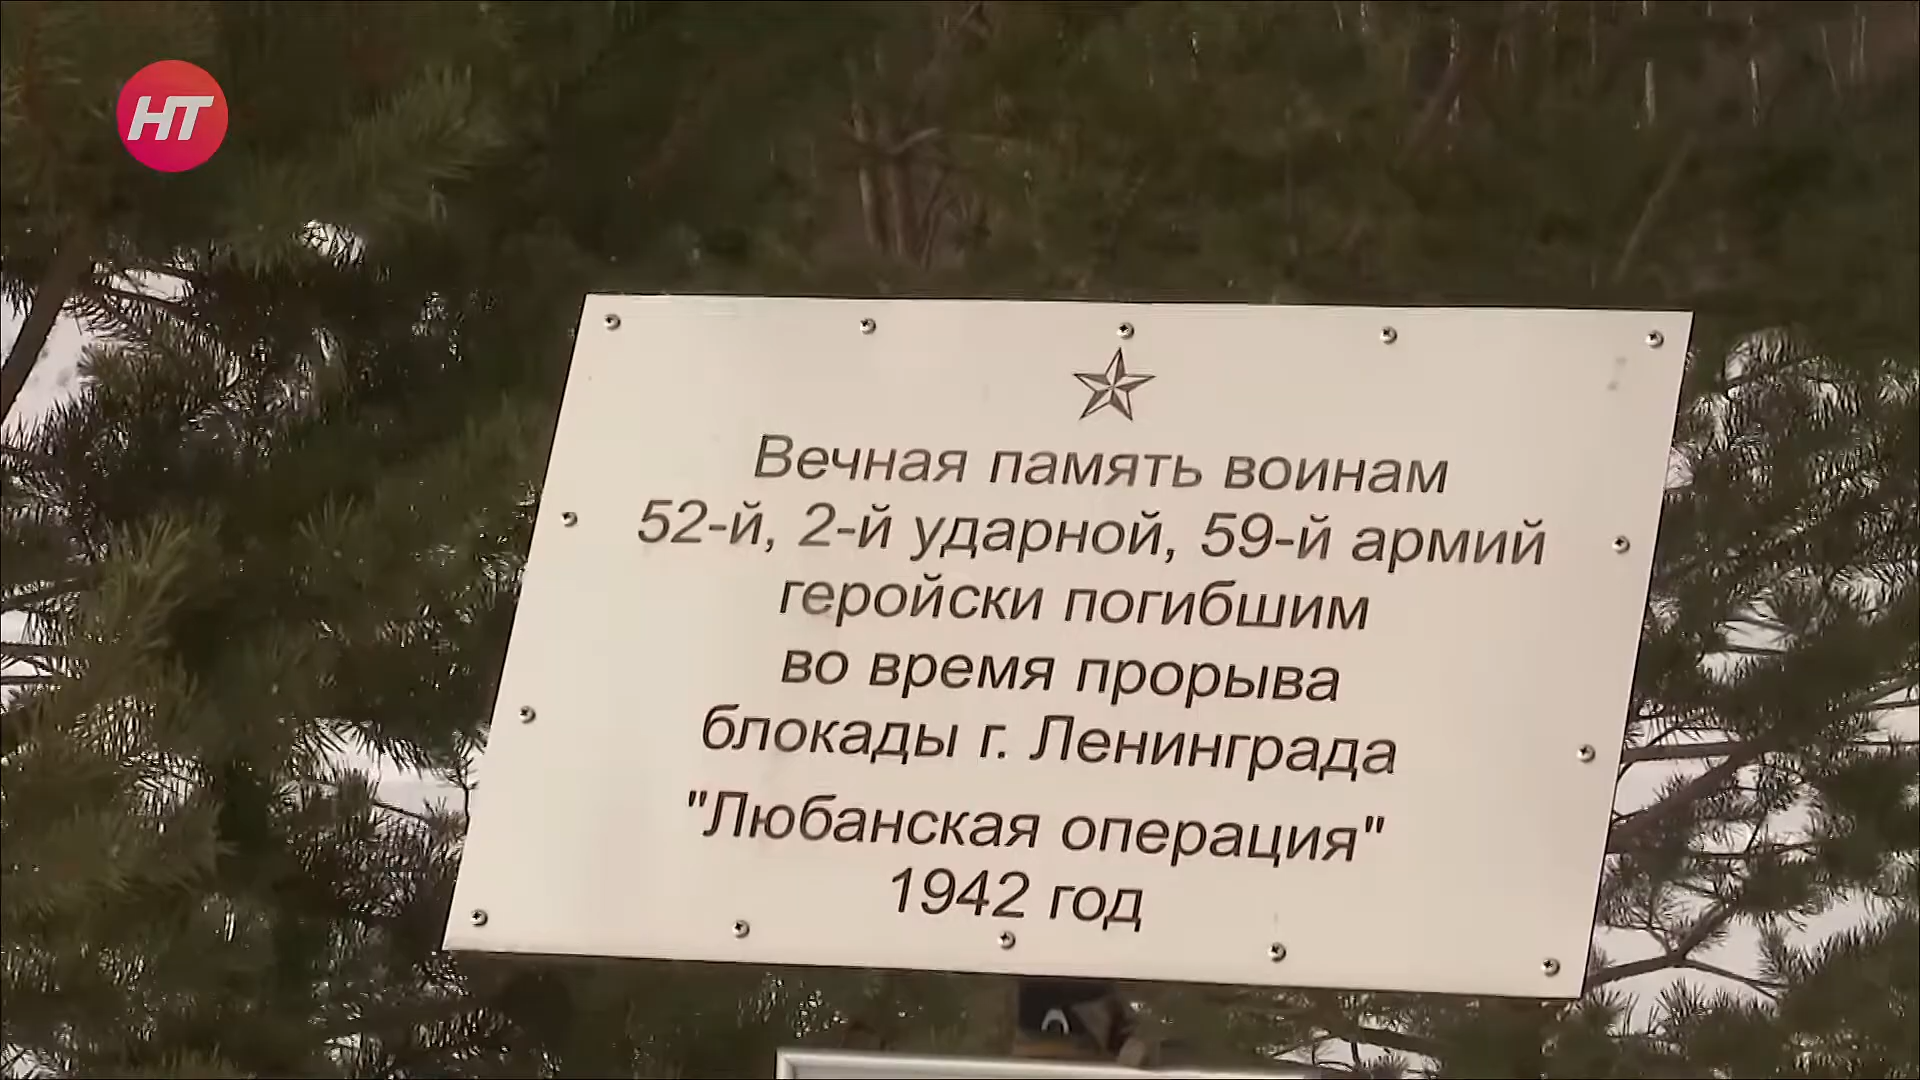 НТ
Вечная память воинам
52-й, 2-й ударной, 59-й армий
геройски погибшим
во время прорыва
блокады г. Ленинграда
"Любанская операция"
1942 год